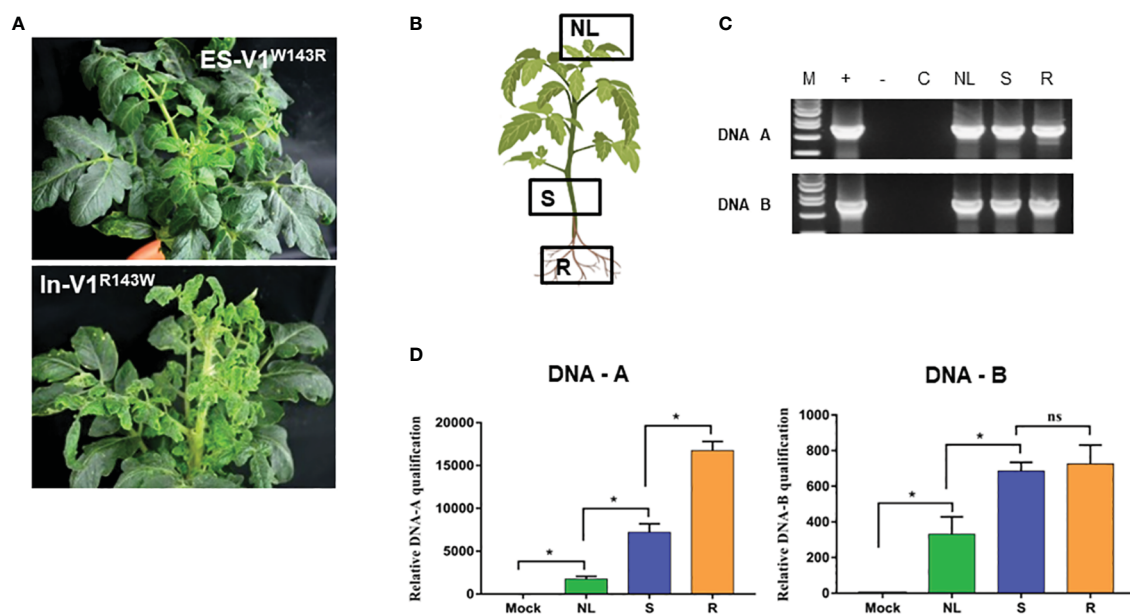 A
ES-V1W143R
In-V1R143W
B
NL
S
R
C
M + - C NL S R
DNA A
DNA B
D
DNA - A
Relative DNA-A qualification
20000
15000
10000
5000
0
* * *
Mock NL S R
DNA - B
Relative DNA-B qualification
1000
800
600
400
200
0
* * ns
Mock NL S R